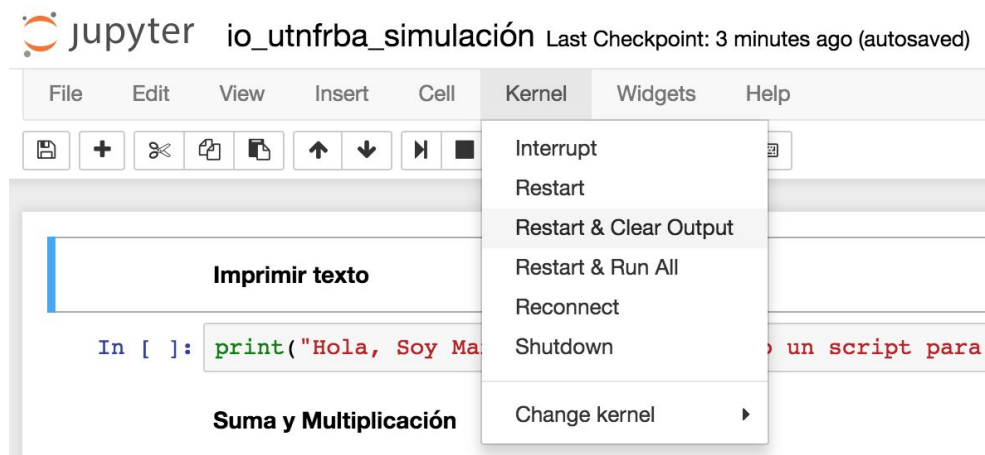 jupyter io_utnfrba_simulación Last Checkpoint: 3 minutes ago (autosaved)
File Edit View Insert Cell Kernel Widgets Help
Interrupt
Restart
Restart & Clear Output
Restart & Run All
Reconnect
Shutdown
Change kernel
Imprimir texto
In [ ]: print("Hola, Soy un script para
Suma y Multiplicación